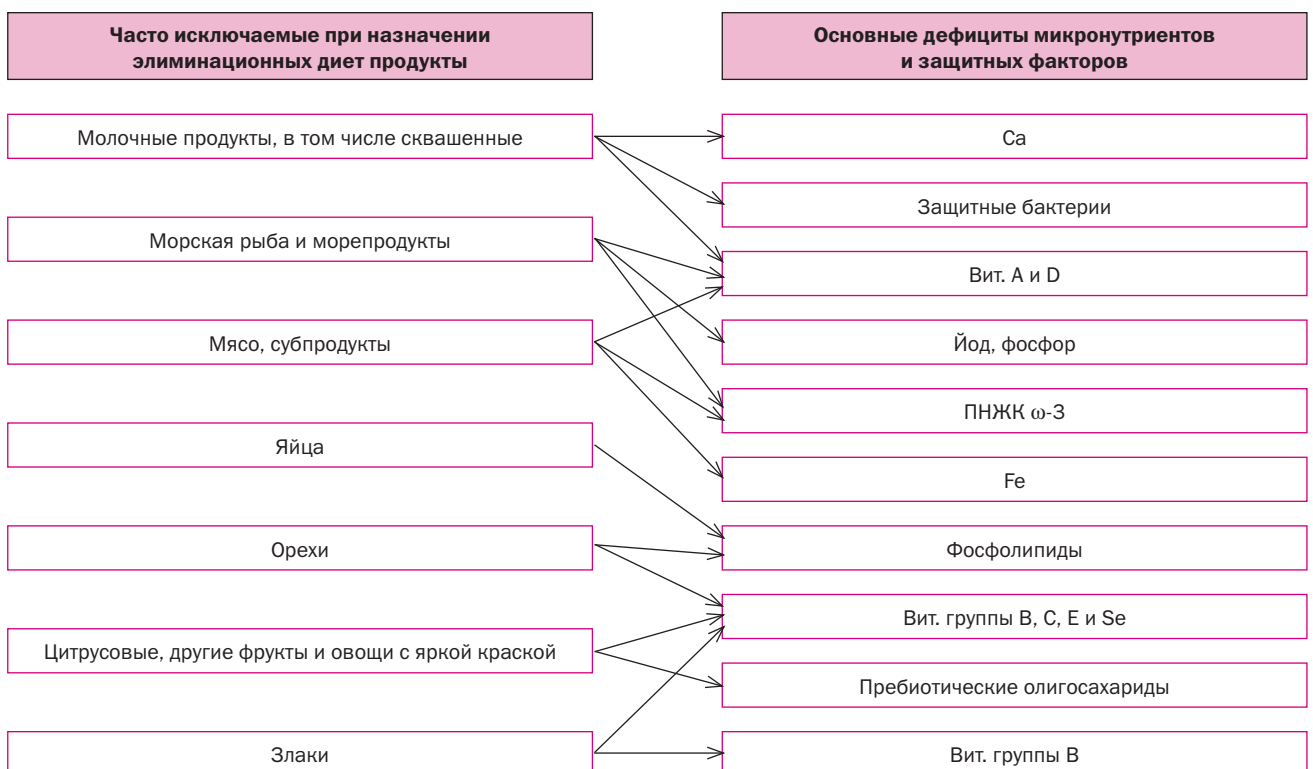 Часто исключаемые при назначении
элиминационных диет продукты
Основные дефициты микронутриентов
и защитных факторов
Молочные продукты, в том числе сквашенные
Ca
Защитные бактерии
Морская рыба и морепродукты
Вит. A и D
Мясо, субпродукты
Йод, фосфор
ПНЖК ω-3
Яйца
Fe
Орехи
Фосфолипиды
Вит. группы B, C, E и Se
Цитрусовые, другие фрукты и овощи с яркой краской
Пребиотические олигосахариды
Злаки
Вит. группы B